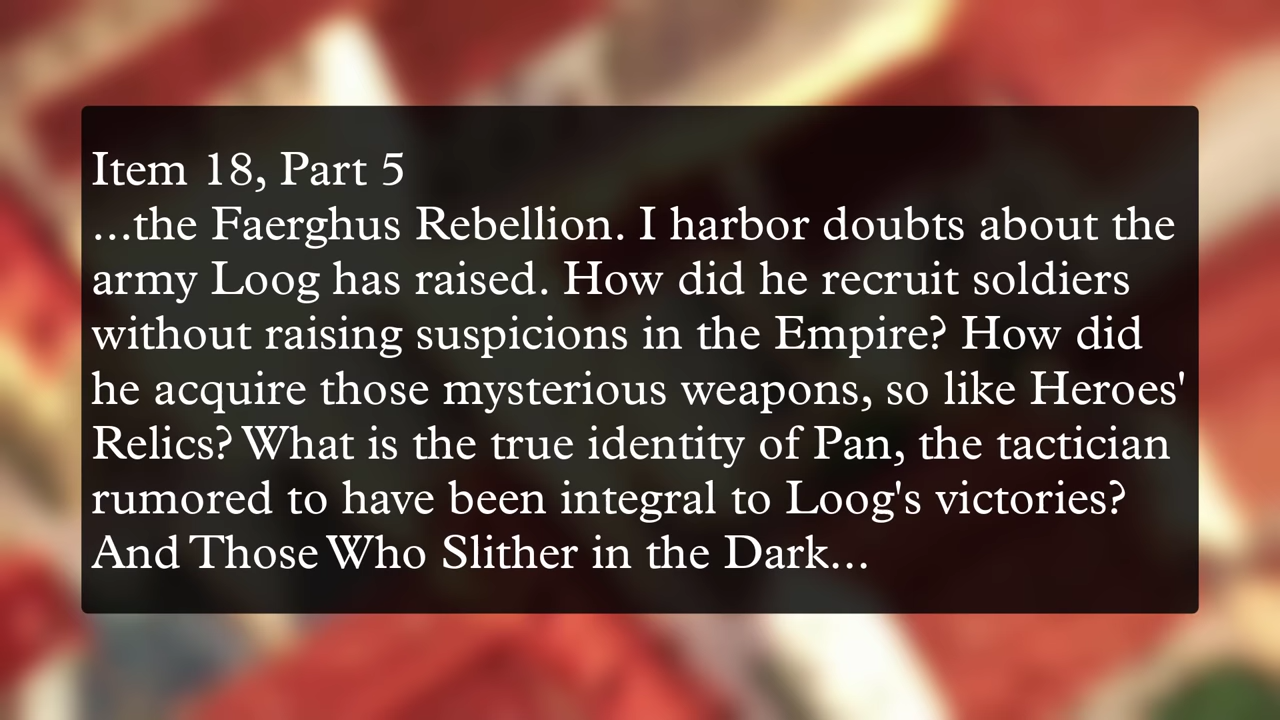 Item 18, Part 5
...the Faerghus Rebellion. I harbor doubts about the
army Loog has raised. How did he recruit soldiers
without raising suspicions in the Empire? How did
he acquire those mysterious weapons, so like Heroes'
Relics? What is the true identity of Pan, the tactician
rumored to have been integral to Loog's victories?
And Those Who Slither in the Dark...